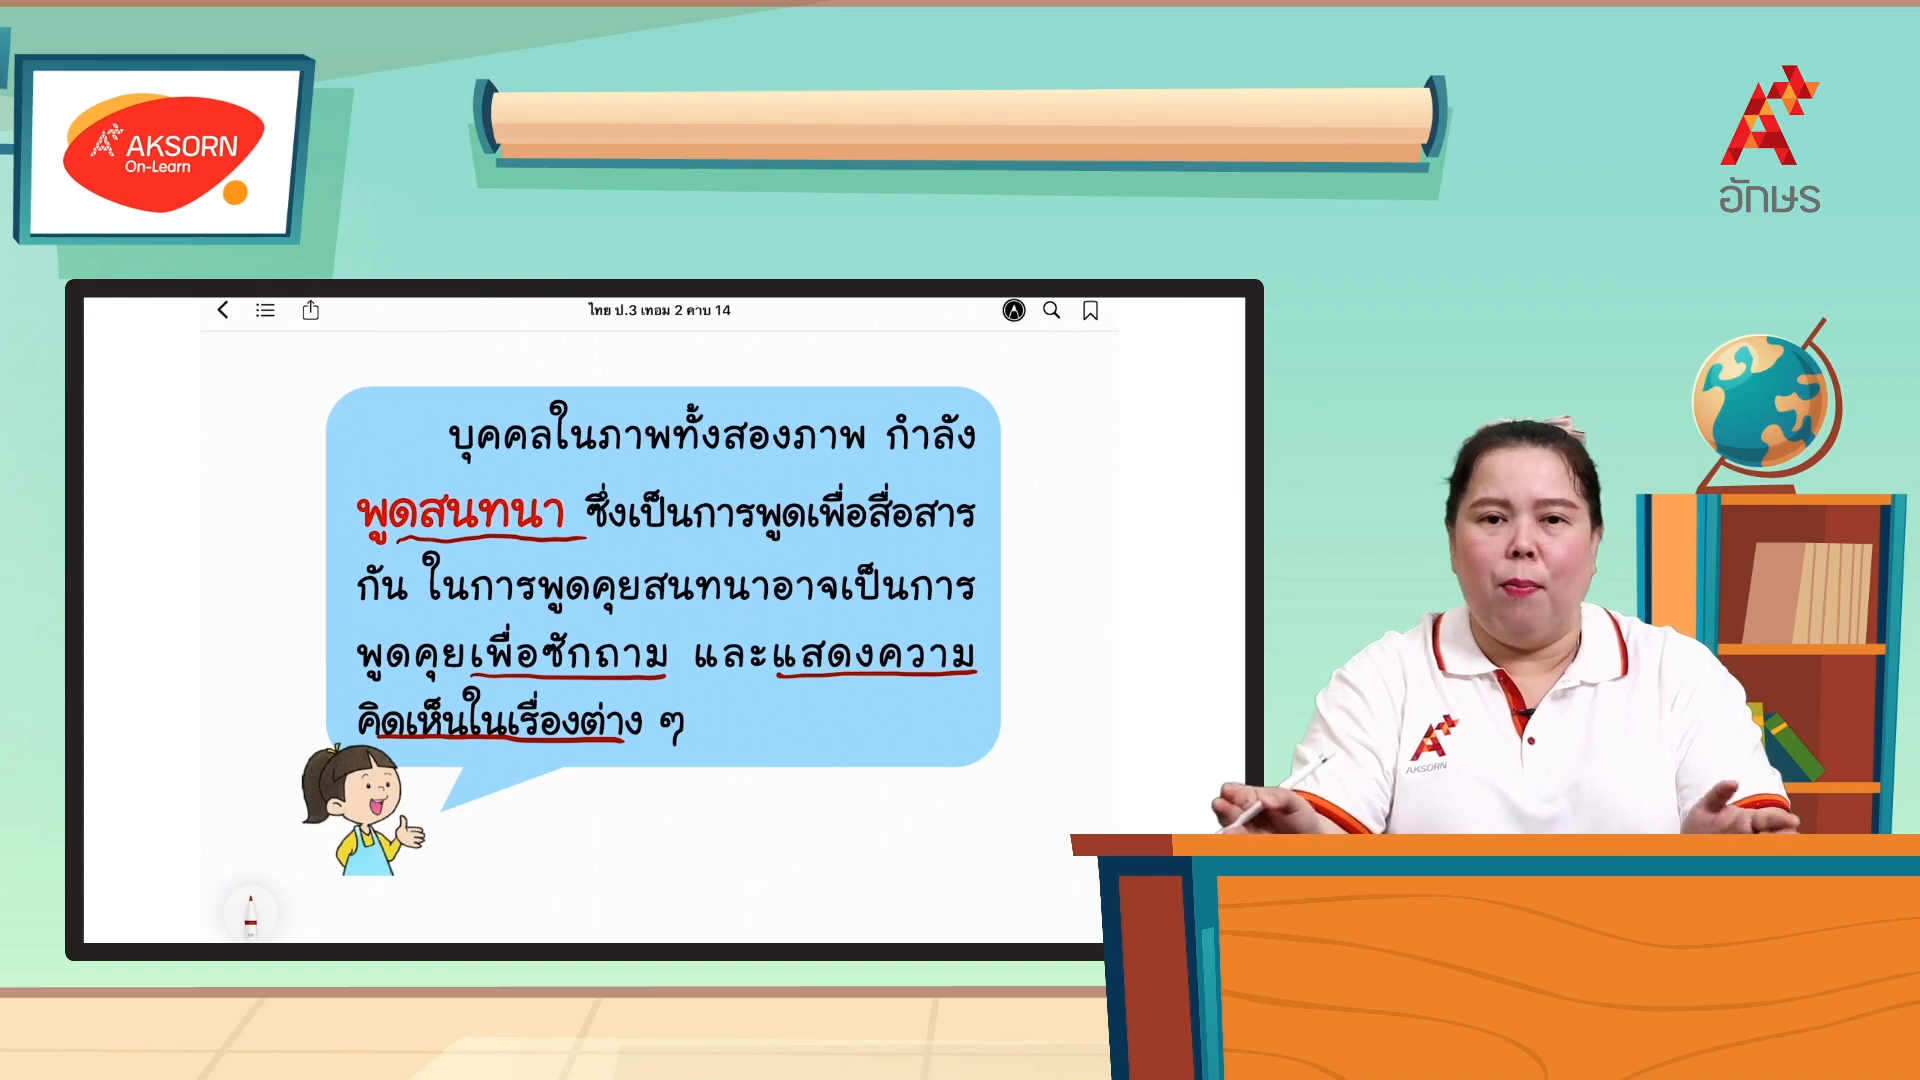 AKSORN
On-Learn
อักษร
ไทย ป.3 เทอม 2 คาบ 14
บุคคลในภาพทั้งสองภาพ กำลัง
พูดสนทนา ซึ่งเป็นการพูดเพื่อสื่อสาร
กัน ในการพูดคุยสนทนาอาจเป็นการ
พูดคุยเพื่อซักถาม และแสดงความ
คิดเห็นในเรื่องต่าง ๆ
AKSORN